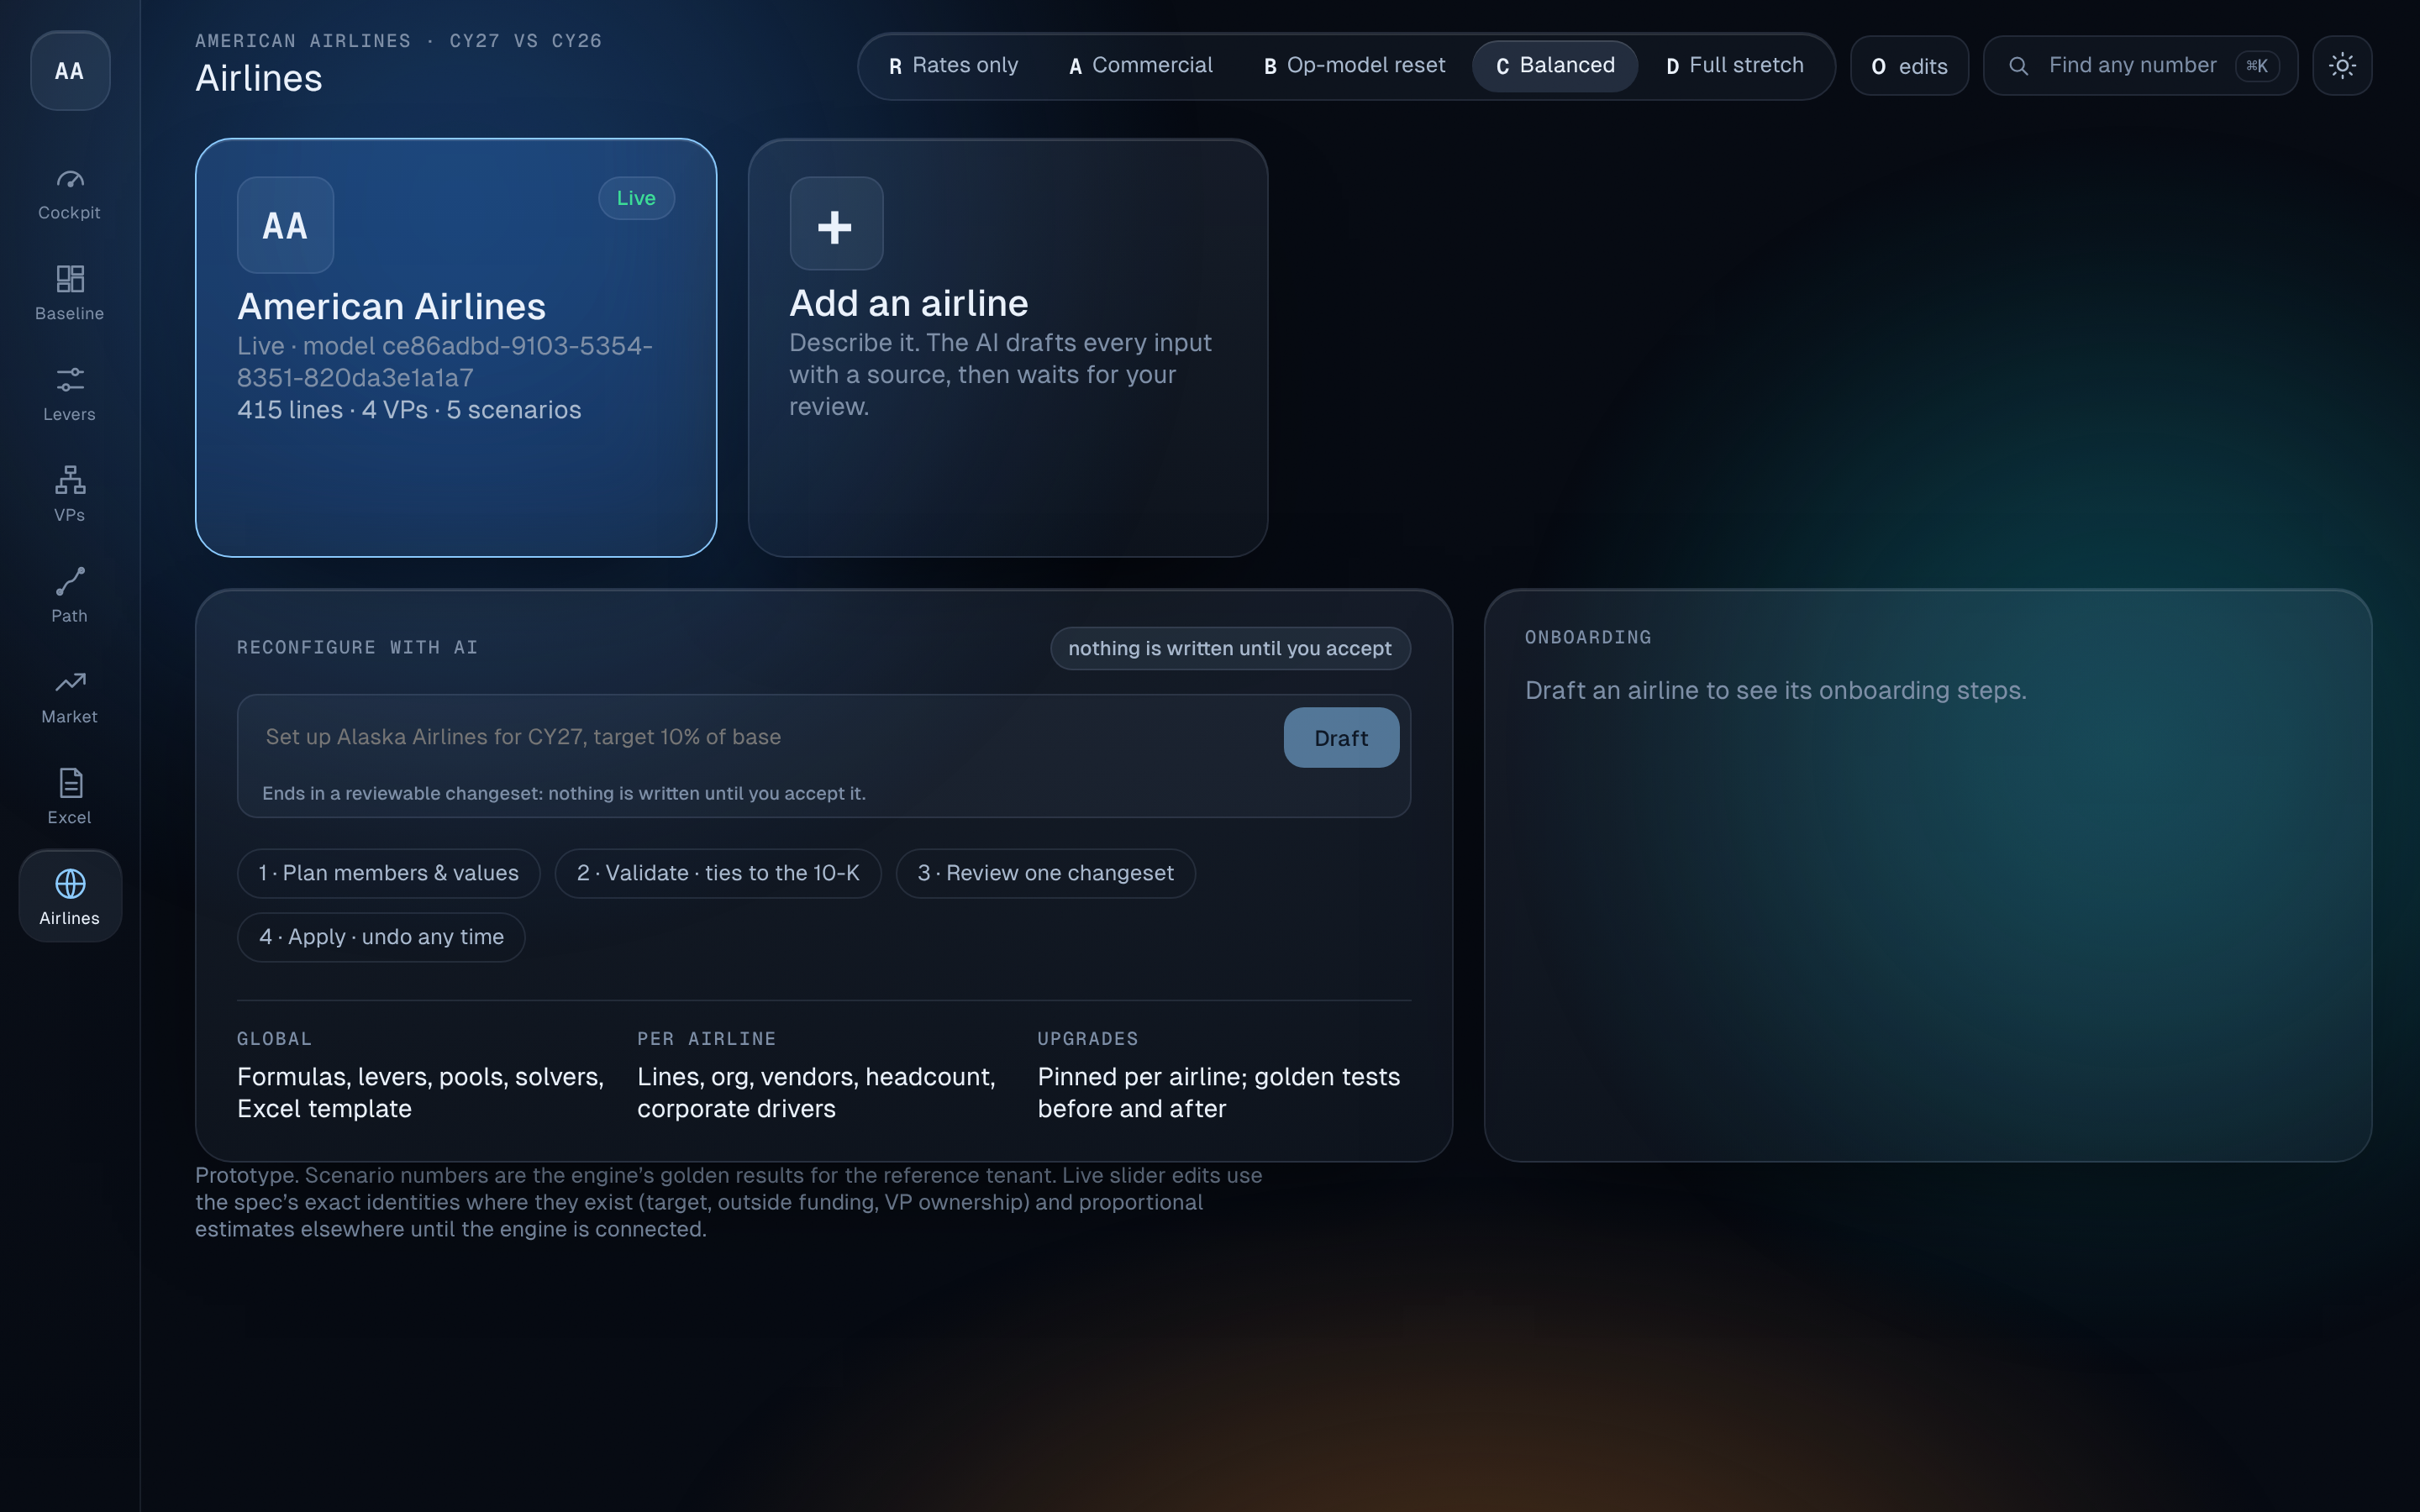 AA
AMERICAN AIRLINES · CY27 VS CY26
Airlines
R Rates only
A Commercial
B Op-model reset
C Balanced
D Full stretch
0 edits
Find any number ⌘K
Cockpit
Baseline
Levers
VPs
Path
Market
Excel
Airlines
AA
Live
American Airlines
Live · model ce86adbd-9103-5354-
8351-820da3e1a1a7
415 lines · 4 VPs · 5 scenarios
+
Add an airline
Describe it. The AI drafts every input
with a source, then waits for your
review.
RECONFIGURE WITH AI
nothing is written until you accept
Set up Alaska Airlines for CY27, target 10% of base
Draft
Ends in a reviewable changeset: nothing is written until you accept it.
1 · Plan members & values
2 · Validate · ties to the 10-K
3 · Review one changeset
4 · Apply · undo any time
GLOBAL
Formulas, levers, pools, solvers,
Excel template
PER AIRLINE
Lines, org, vendors, headcount,
corporate drivers
UPGRADES
Pinned per airline; golden tests
before and after
ONBOARDING
Draft an airline to see its onboarding steps.
Prototype. Scenario numbers are the engine’s golden results for the reference tenant. Live slider edits use
the spec’s exact identities where they exist (target, outside funding, VP ownership) and proportional
estimates elsewhere until the engine is connected.